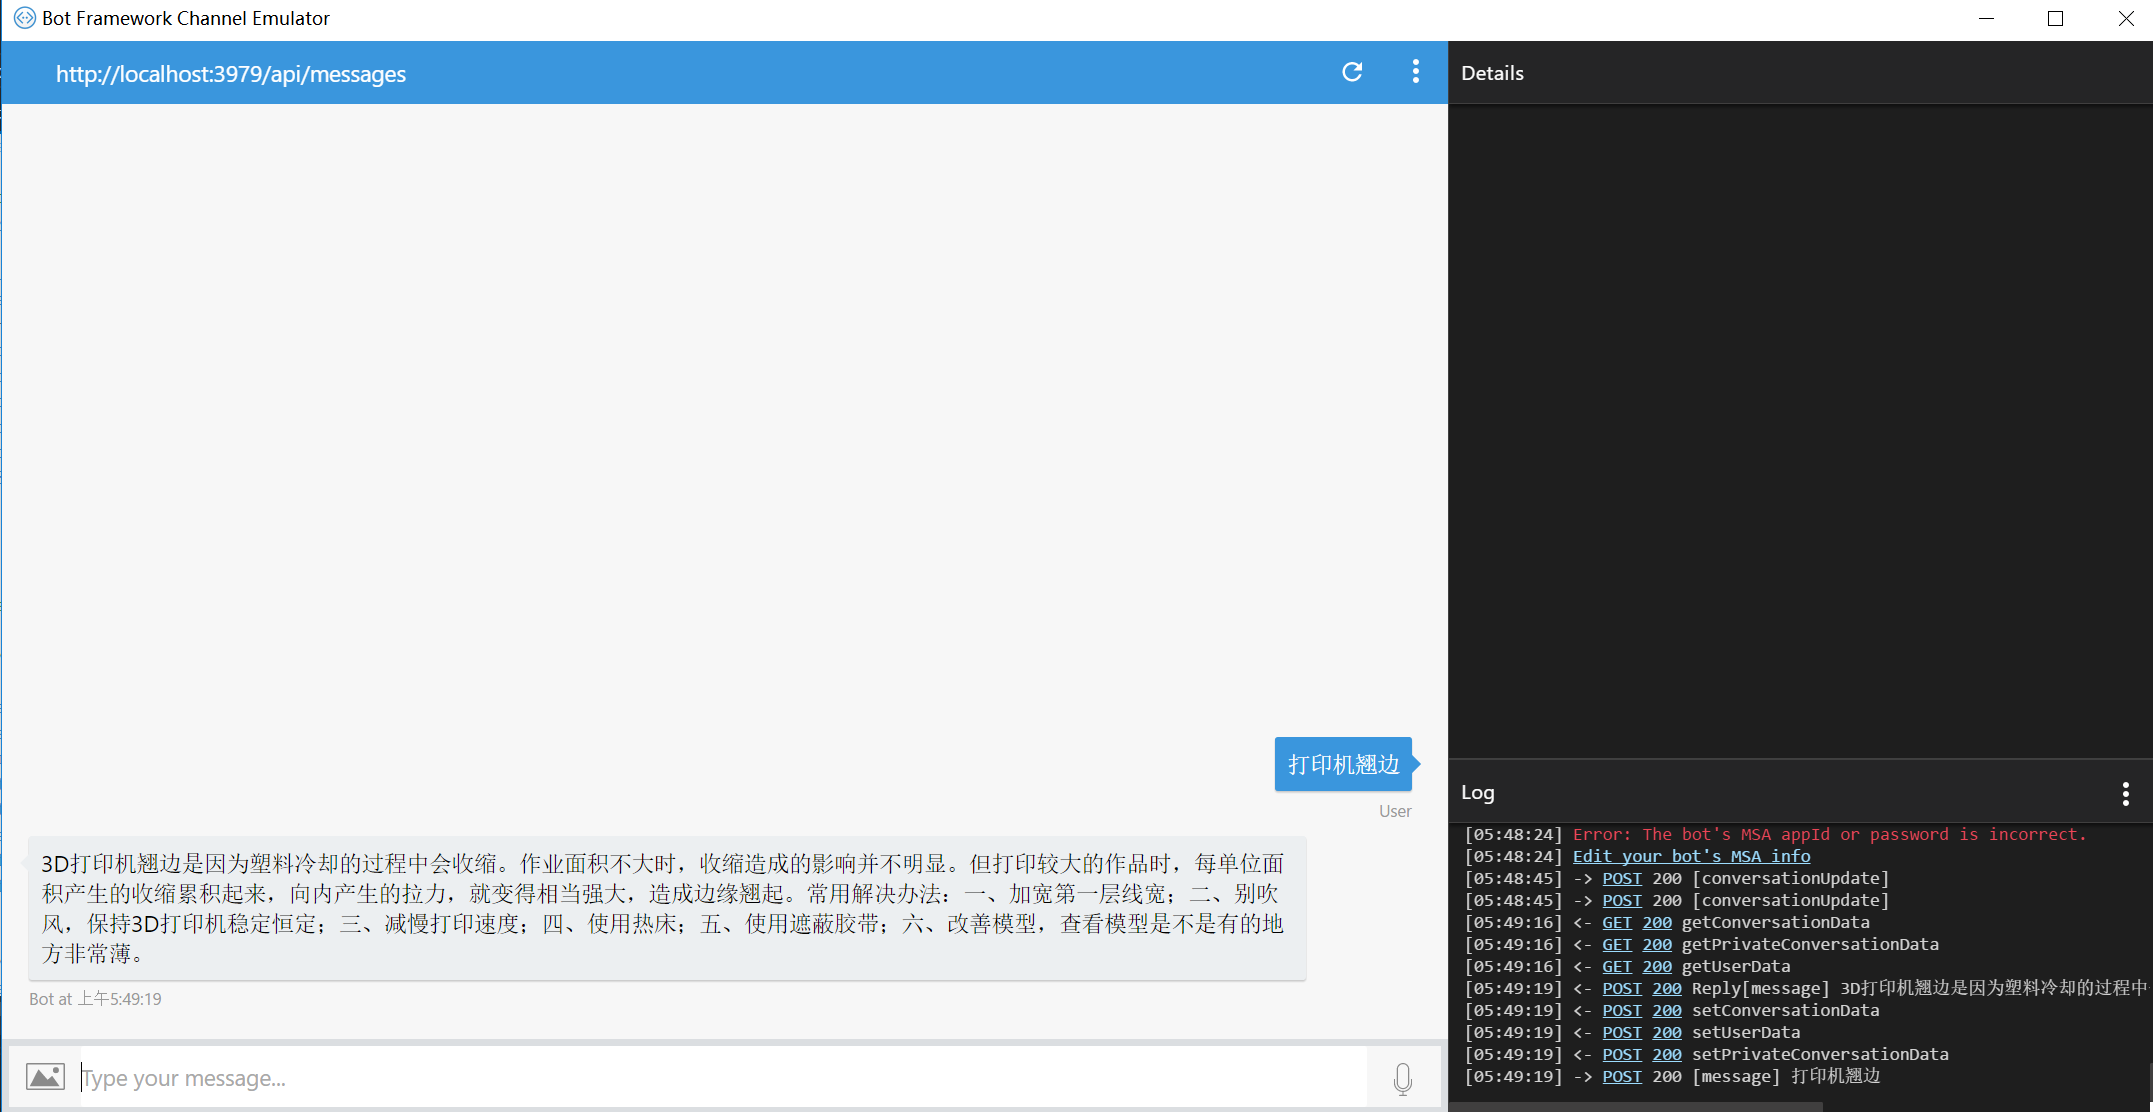 Bot Framework Channel Emulator
http://localhost:3979/api/messages
Details
打印机翘边
User
3D打印机翘边是因为塑料冷却的过程中会收缩。作业面积不大时，收缩造成的影响并不明显。但打印较大的作品时，每单位面
积产生的收缩累积起来，向内产生的拉力，就变得相当强大，造成边缘翘起。常用解决办法：一、加宽第一层线宽；二、别吹
风，保持3D打印机稳定恒定；三、减慢打印速度；四、使用热床；五、使用遮蔽胶带；六、改善模型，查看模型是不是有的地
方非常薄。
Bot at 上午5:49:19
Type your message...
Log
[05:48:24] Error: The bot's MSA appId or password is incorrect.
[05:48:24] Edit your bot's MSA info
[05:48:45] -> POST 200 [conversationUpdate]
[05:48:45] -> POST 200 [conversationUpdate]
[05:49:16] <- GET 200 getConversationData
[05:49:16] <- GET 200 getPrivateConversationData
[05:49:16] <- GET 200 getUserData
[05:49:19] <- POST 200 Reply[message] 3D打印机翘边是因为塑料冷却的过程中
[05:49:19] <- POST 200 setConversationData
[05:49:19] <- POST 200 setUserData
[05:49:19] <- POST 200 setPrivateConversationData
[05:49:19] -> POST 200 [message] 打印机翘边